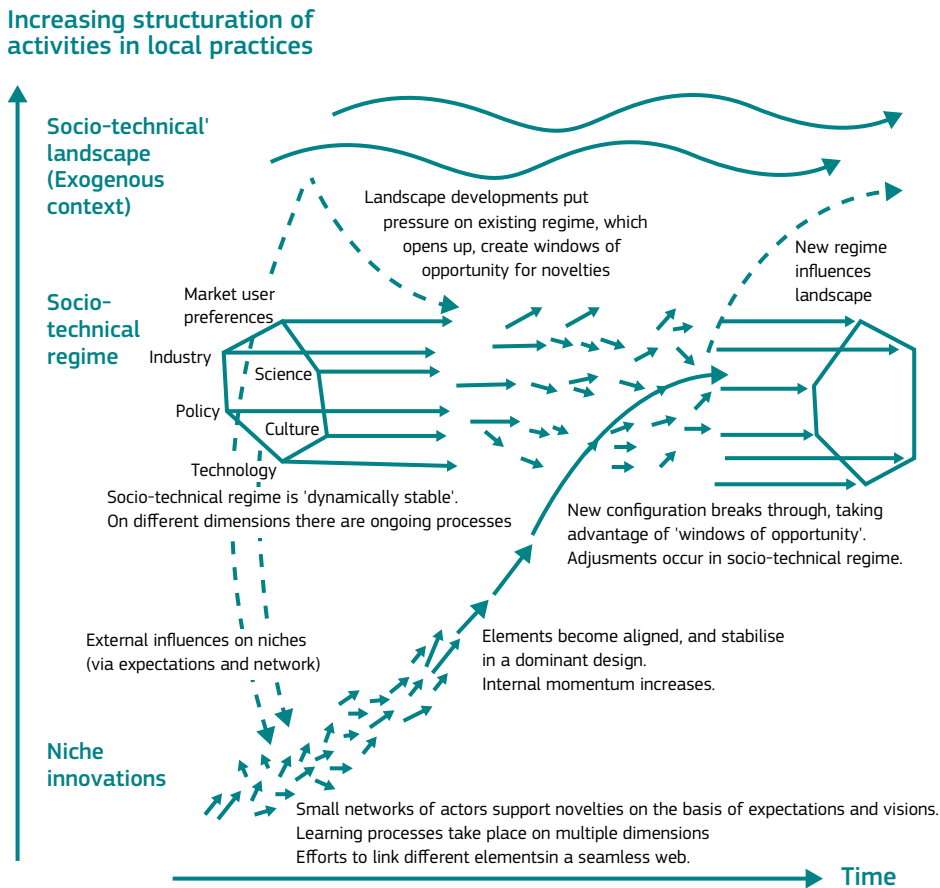 Increasing structuration of
activities in local practices
Socio-technical'
landscape
(Exogenous
context)
Landscape developments put
pressure on existing regime, which
opens up, create windows of
opportunity for novelties
New regime
influences
landscape
Socio-
technical
regime
Market user
preferences
Industry
Science
Policy
Culture
Technology
Socio-technical regime is 'dynamically stable'.
On different dimensions there are ongoing processes
New configuration breaks through, taking
advantage of 'windows of opportunity'.
Adjusments occur in socio-technical regime.
External influences on niches
(via expectations and network)
Elements become aligned, and stabilise
in a dominant design.
Internal momentum increases.
Niche
innovations
Small networks of actors support novelties on the basis of expectations and visions.
Learning processes take place on multiple dimensions
Efforts to link different elementsin a seamless web.
Time